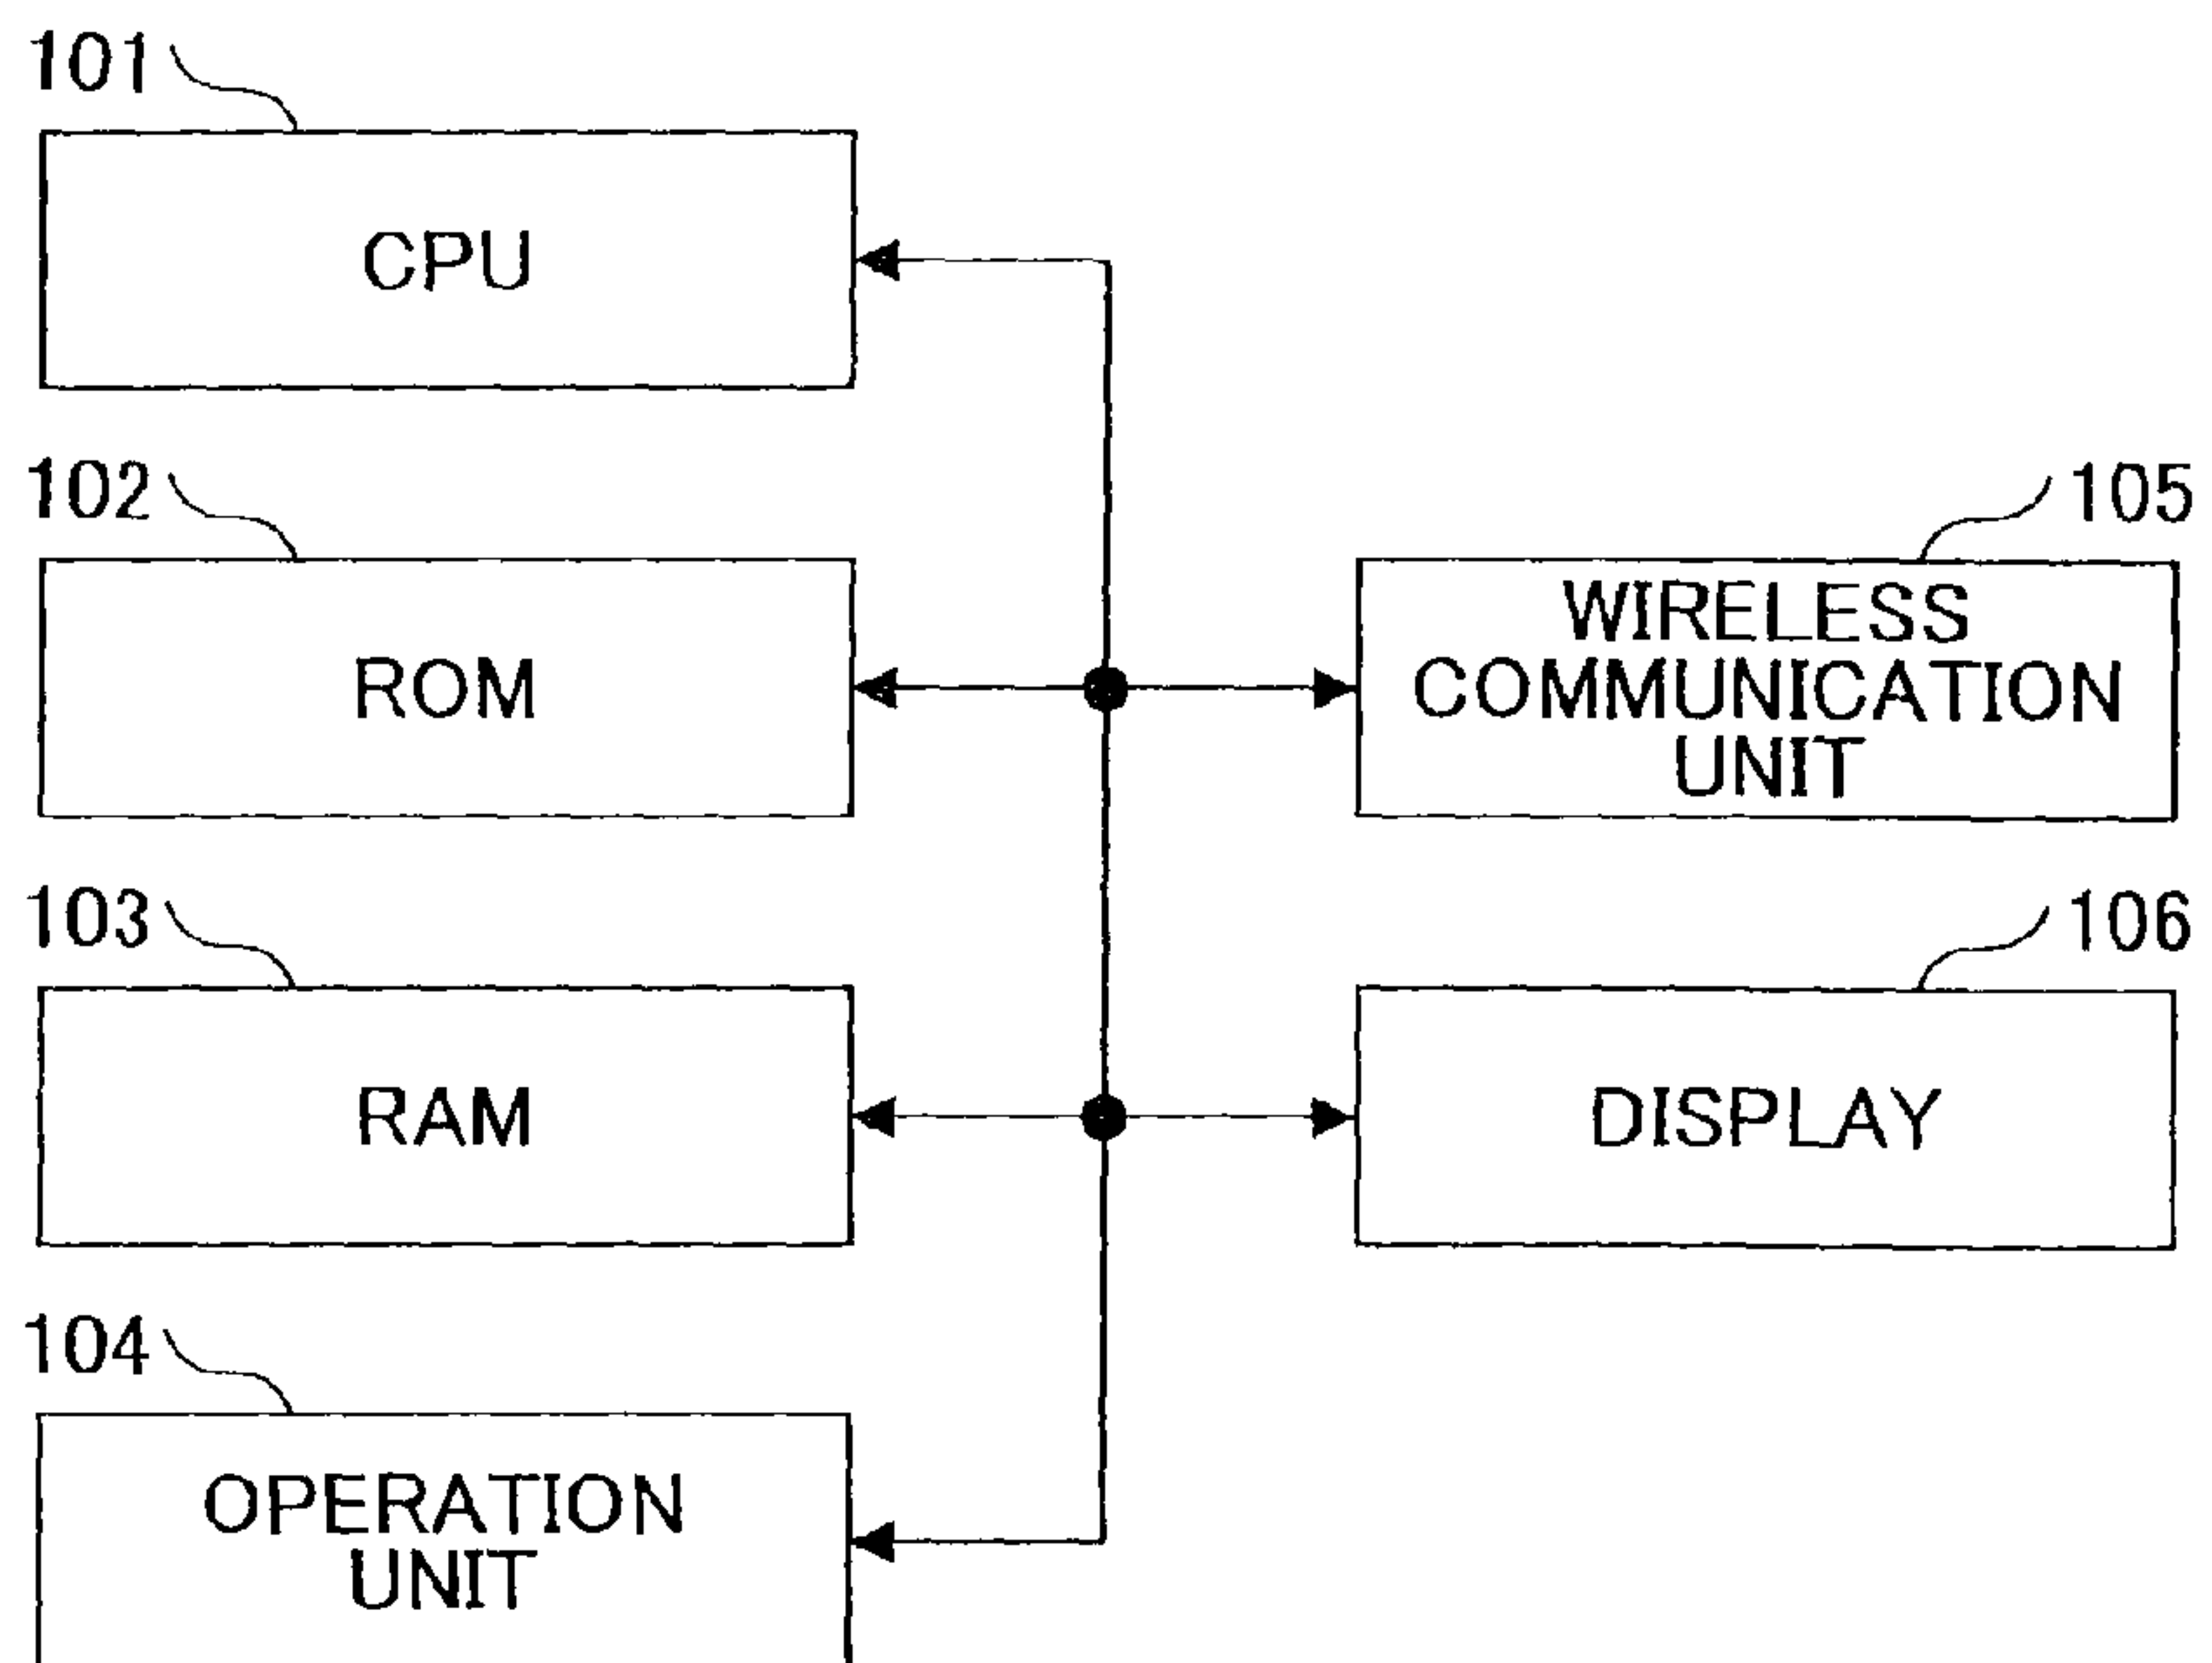 101
CPU
102
ROM
103
RAM
104
OPERATION
UNIT
105
WIRELESS
COMMUNICATION
UNIT
106
DISPLAY